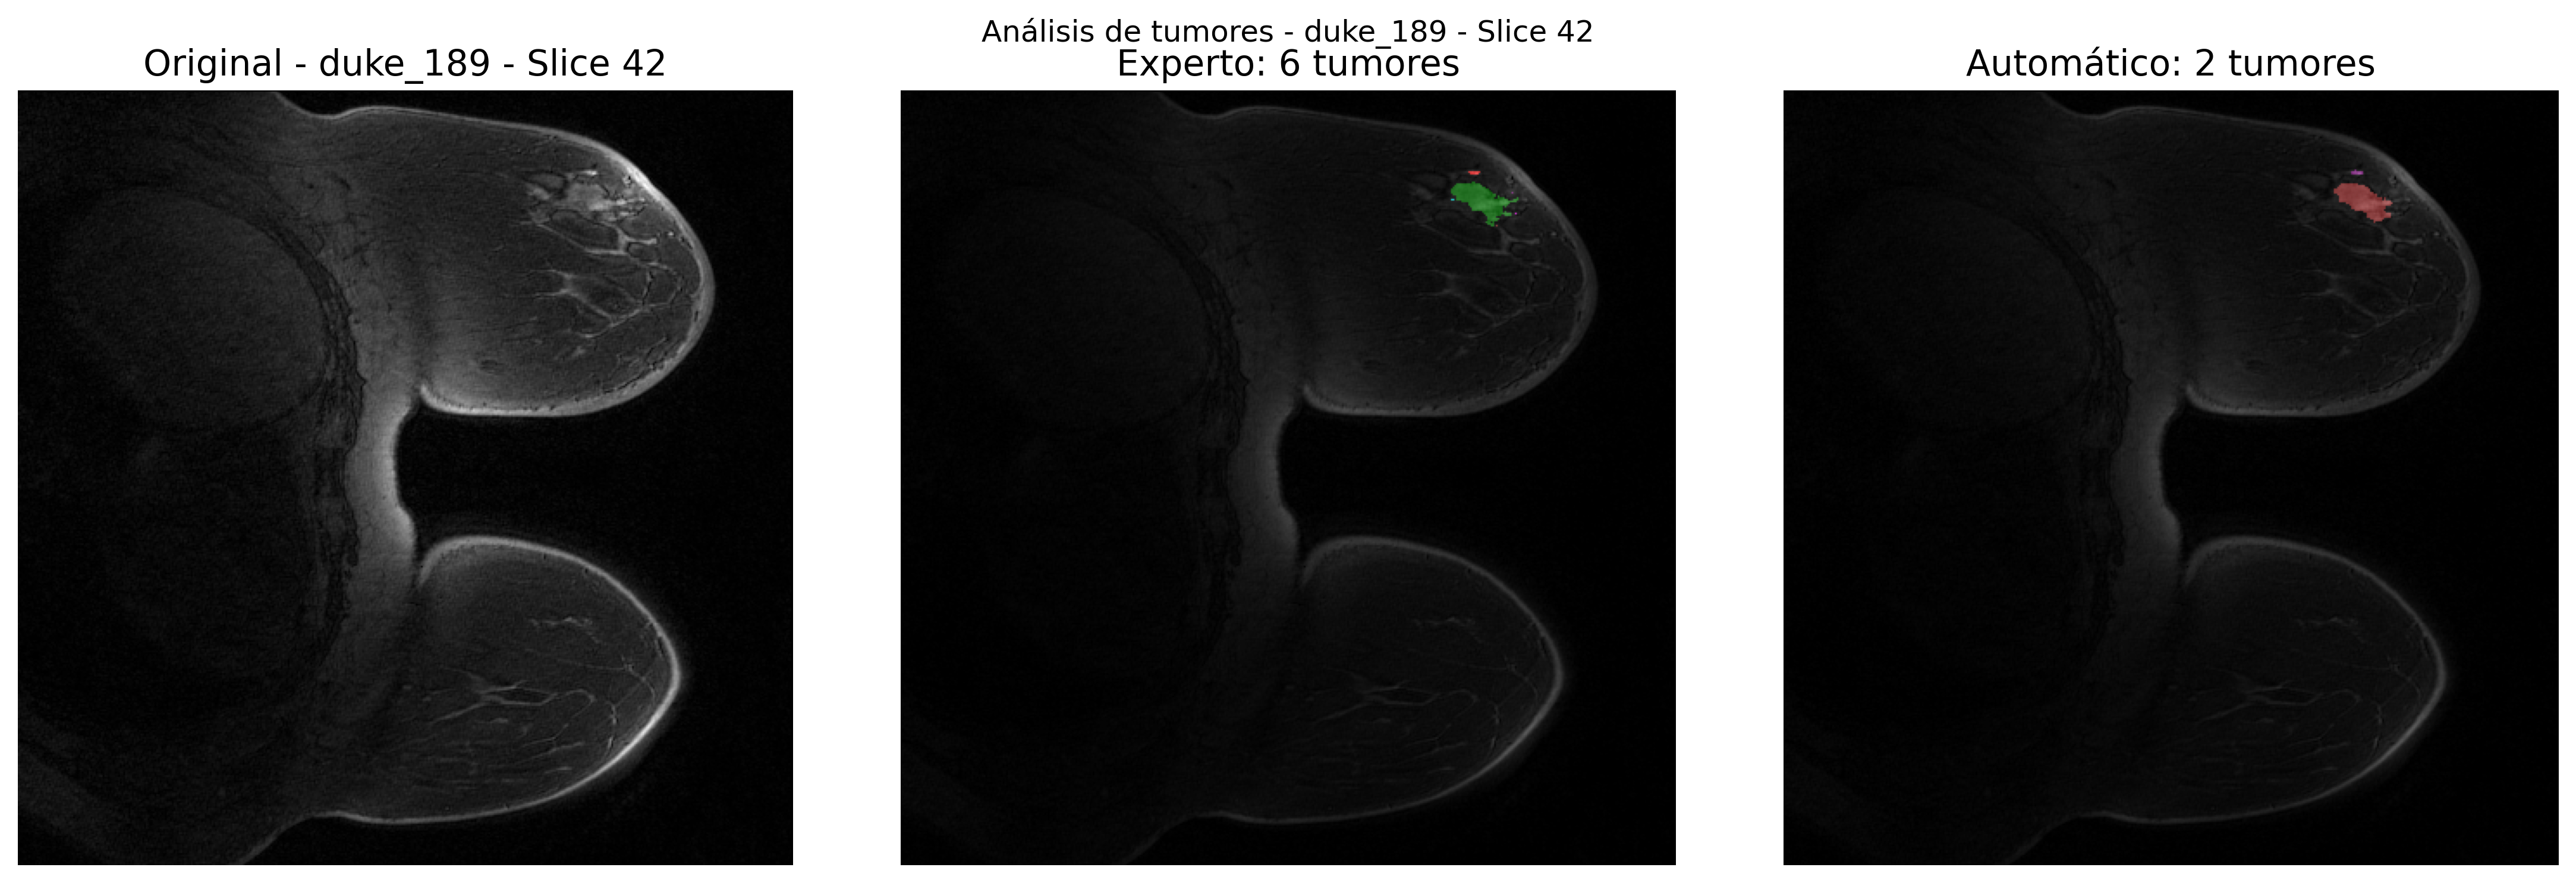 Análisis de tumores - duke_189 - Slice 42
Original - duke_189 - Slice 42
Experto: 6 tumores
Automático: 2 tumores